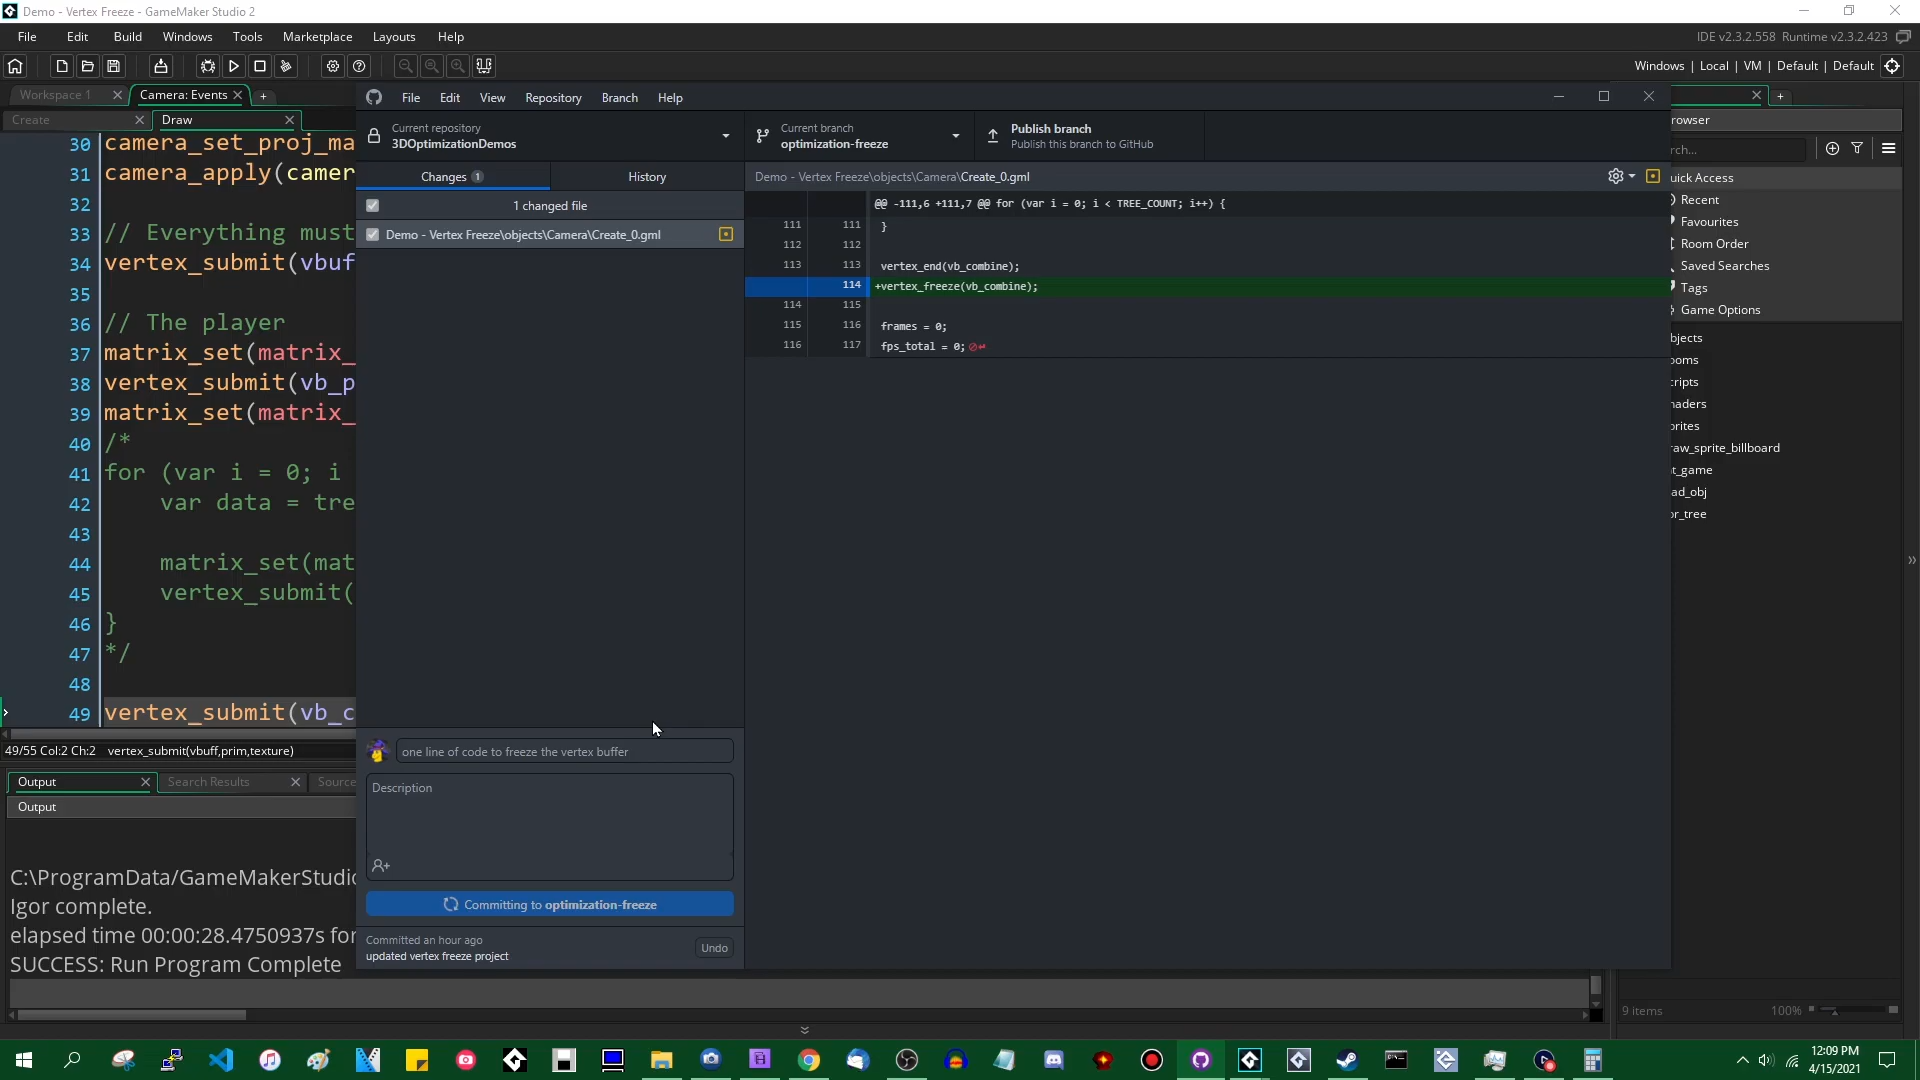 Demo - Vertex Freeze - GameMaker Studio 2
File Edit Build Windows Tools Marketplace Layouts Help
IDE v2.3.2.558 Runtime v2.3.2.423
Windows | Local | VM | Default | Default
Workspace 1
Camera: Events
Create
Draw
30 camera_set_proj_ma
31 camera_apply(camer
32
33 // Everything must
34 vertex_submit(vbuf
35
36 // The player
37 matrix_set(matrix_
38 vertex_submit(vb_p
39 matrix_set(matrix_
40 /*
41 for (var i = 0; i
42 var data = tre
43
44 matrix_set(mat
45 vertex_submit(
46 }
47 */
48
49 vertex_submit(vb_c
49/55 Col:2 Ch:2 vertex_submit(vbuff,prim,texture)
Output
Search Results
Source
Output
C:\ProgramData/GameMakerStudio
Igor complete.
elapsed time 00:00:28.4750937s for
SUCCESS: Run Program Complete
File Edit View Repository Branch Help
Current repository
3DOptimizationDemos
Current branch
optimization-freeze
Publish branch
Publish this branch to GitHub
Changes 1
History
1 changed file
Demo - Vertex Freeze\objects\Camera\Create_0.gml
Demo - Vertex Freeze\objects\Camera\Create_0.gml
@@ -111,6 +111,7 @@ for (var i = 0; i < TREE_COUNT; i++) {
111 111 }
112 112
113 113 vertex_end(vb_combine);
114 +vertex_freeze(vb_combine);
114 115
115 116 frames = 0;
116 117 fps_total = 0;
one line of code to freeze the vertex buffer
Description
Committing to optimization-freeze
Committed an hour ago
updated vertex freeze project
Undo
rowser
rch...
uick Access
Recent
Favourites
Room Order
Saved Searches
Tags
Game Options
bjects
ooms
cripts
haders
prites
raw_sprite_billboard
it_game
ad_obj
or_tree
9 items
100%
12:09 PM
4/15/2021